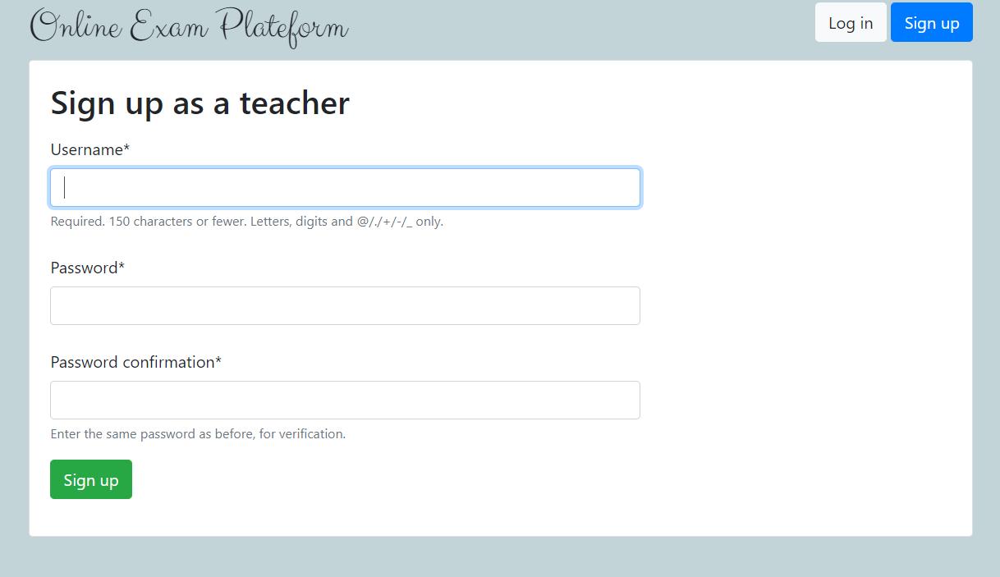 Online Exam Plateform
Log in
Sign up
Sign up as a teacher
Username*
Required. 150 characters or fewer. Letters, digits and @/./+/-/_ only.
Password*
Password confirmation*
Enter the same password as before, for verification.
Sign up